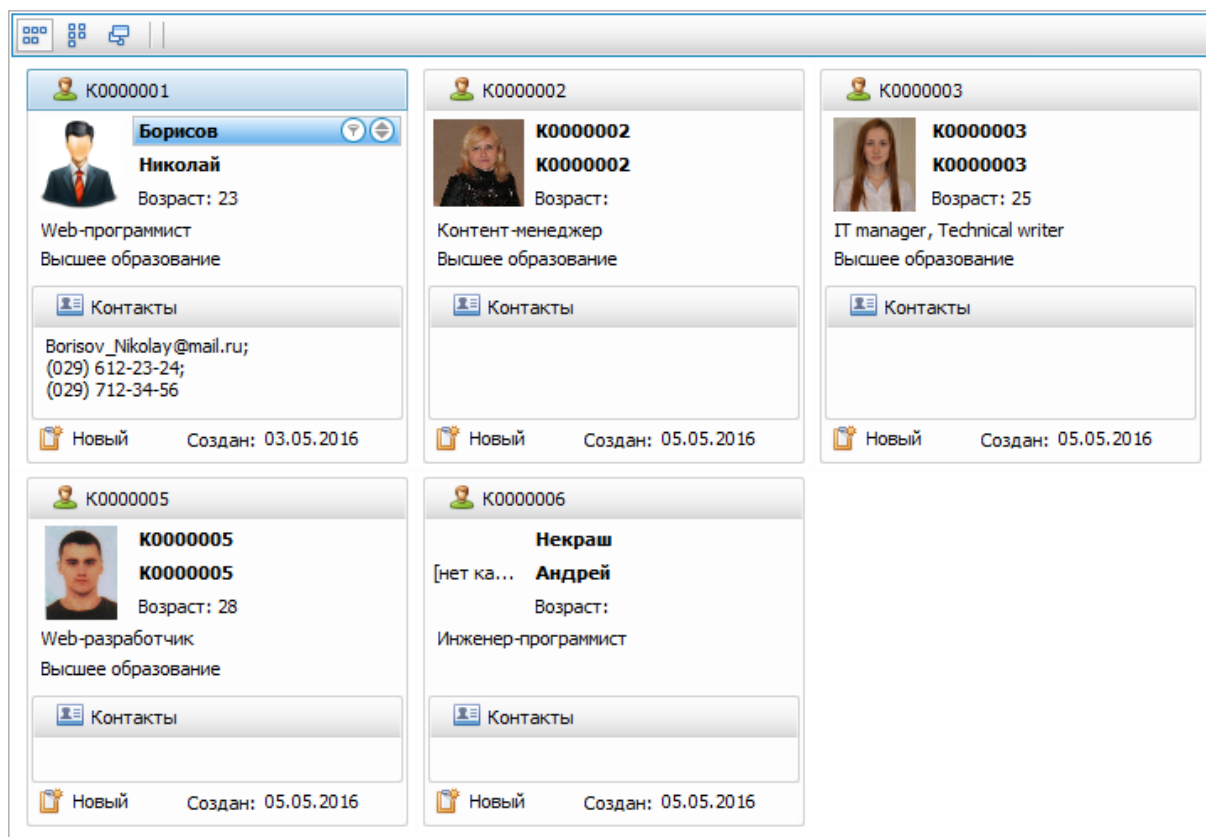 K0000001
Борисов
Николай
Возраст: 23
Web-программист
Высшее образование
Контакты
Borisov_Nikolay@mail.ru;
(029) 612-23-24;
(029) 712-34-56
Новый Создан: 03.05.2016
K0000002
K0000002
K0000002
Возраст:
Контент-менеджер
Высшее образование
Контакты
Новый Создан: 05.05.2016
K0000003
K0000003
K0000003
Возраст: 25
IT manager, Technical writer
Высшее образование
Контакты
Новый Создан: 05.05.2016
K0000005
K0000005
K0000005
Возраст: 28
Web-разработчик
Высшее образование
Контакты
Новый Создан: 05.05.2016
K0000006
Некраш
[нет ка... Андрей
Возраст:
Инженер-программист
Контакты
Новый Создан: 05.05.2016